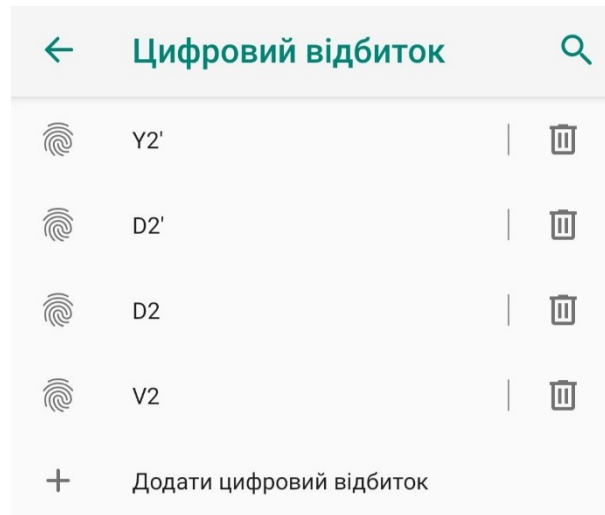 Цифровий відбиток
Y2'
D2'
D2
V2
Додати цифровий відбиток